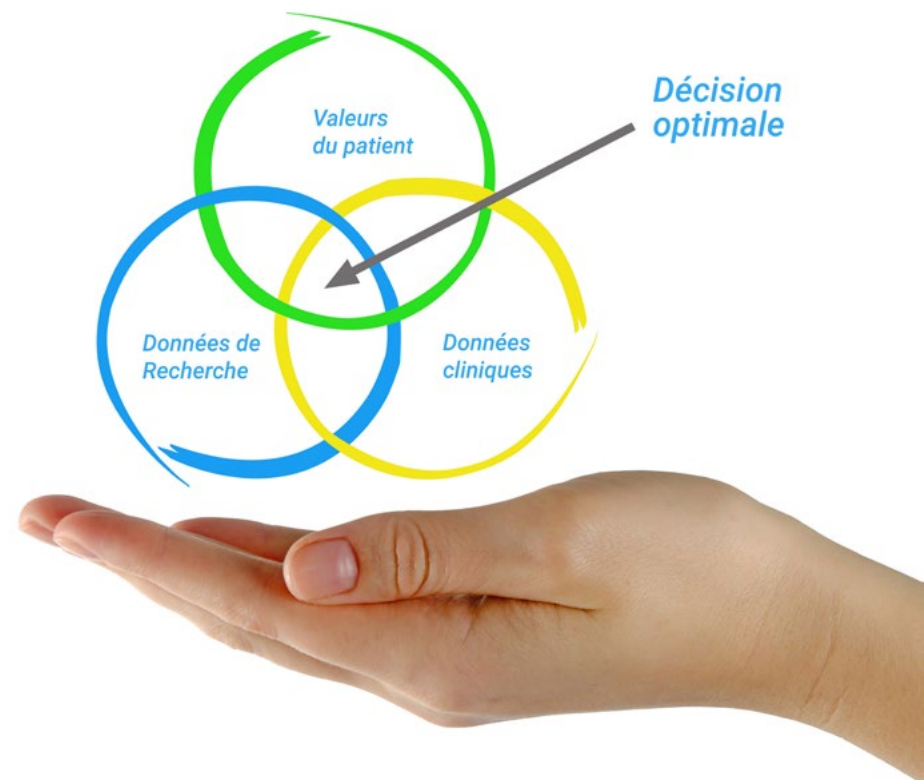 Valeurs
du patient
Décision
optimale
Données de
Recherche
Données
cliniques